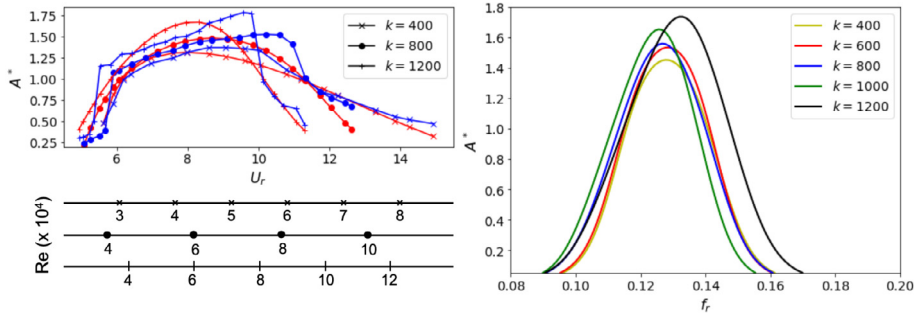 1.75
1.50
1.25
1.00
0.75
0.50
0.25
A*
k = 400
k = 800
k = 1200
6 8 10 12 14
U_r
Re (x 10⁴)
3 4 5 6 7 8
4 6 8 10
4 6 8 10 12
1.8
1.6
1.4
1.2
1.0
0.8
0.6
0.4
0.2
A*
k = 400
k = 600
k = 800
k = 1000
k = 1200
0.08 0.10 0.12 0.14 0.16 0.18 0.20
f_r